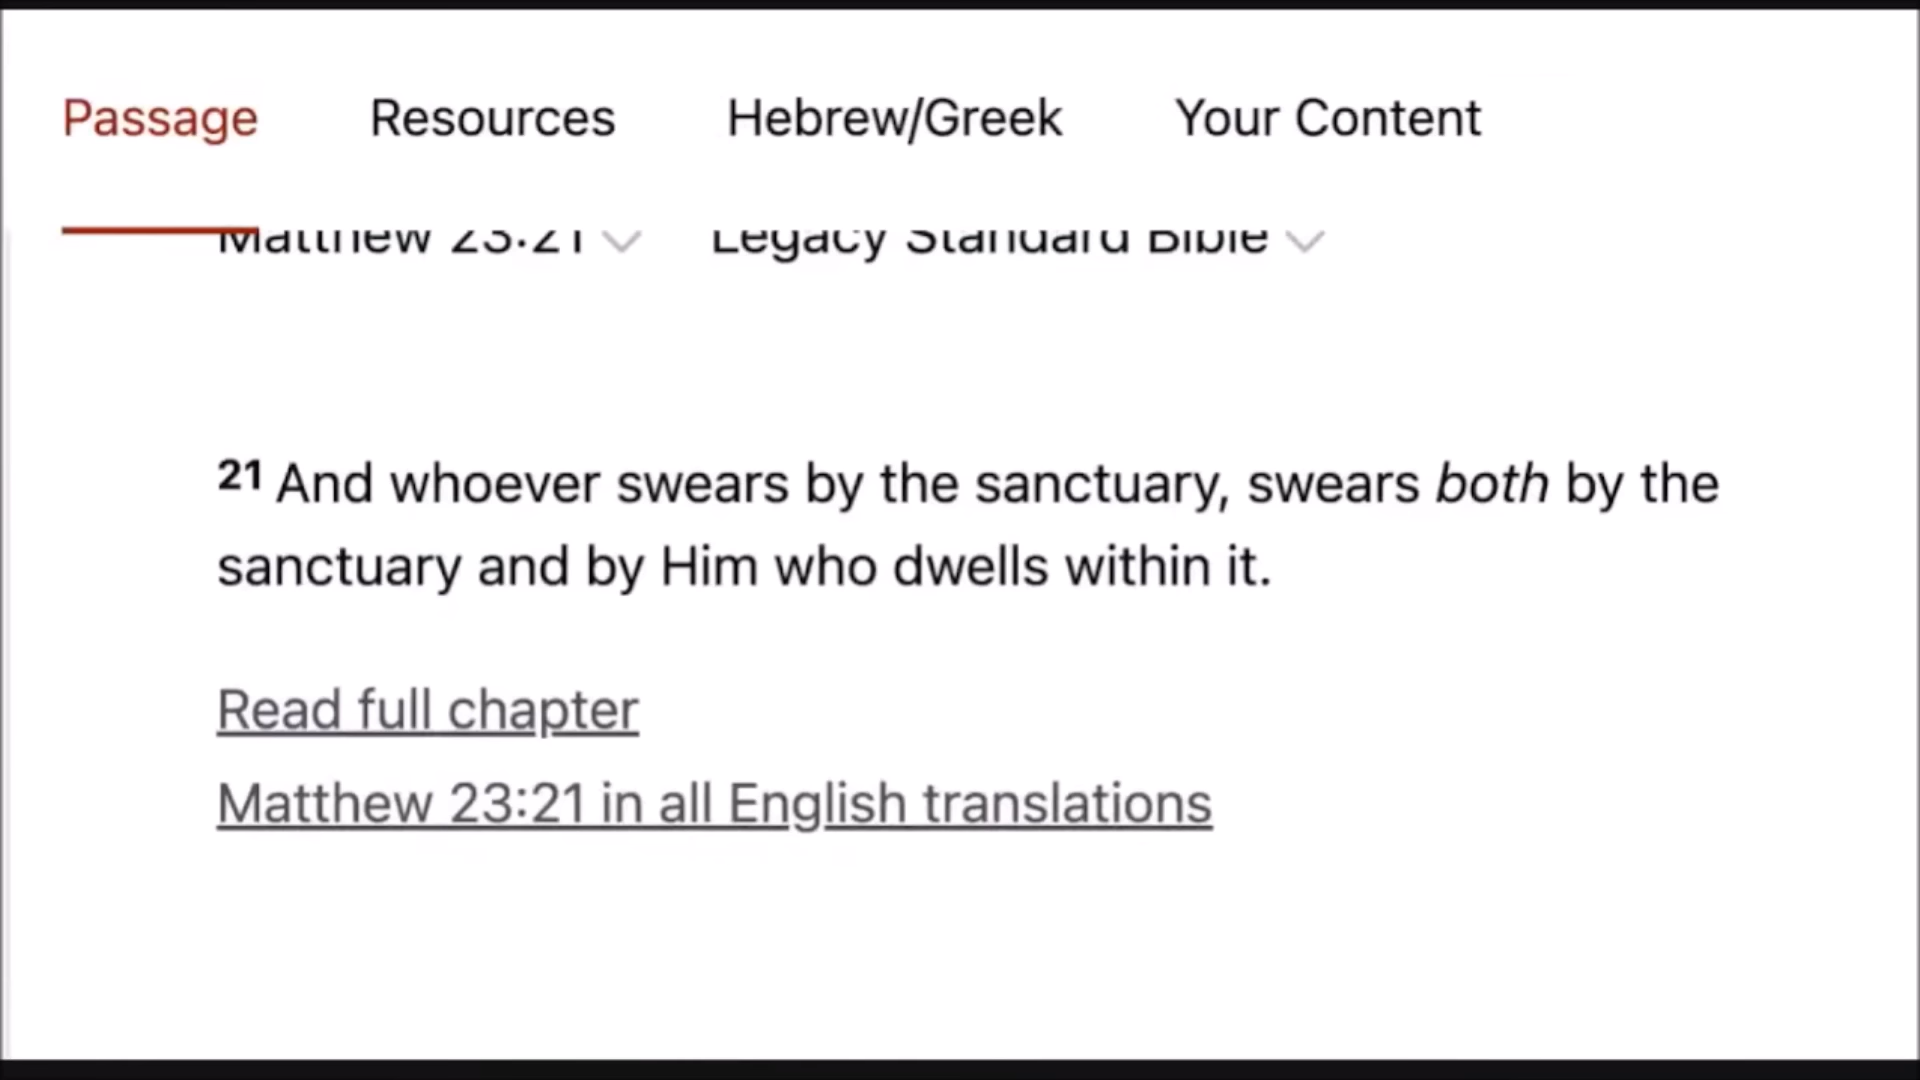 Passage Resources Hebrew/Greek Your Content
Matthew 23:21 Legacy Standard Bible
21 And whoever swears by the sanctuary, swears both by the
sanctuary and by Him who dwells within it.
Read full chapter
Matthew 23:21 in all English translations